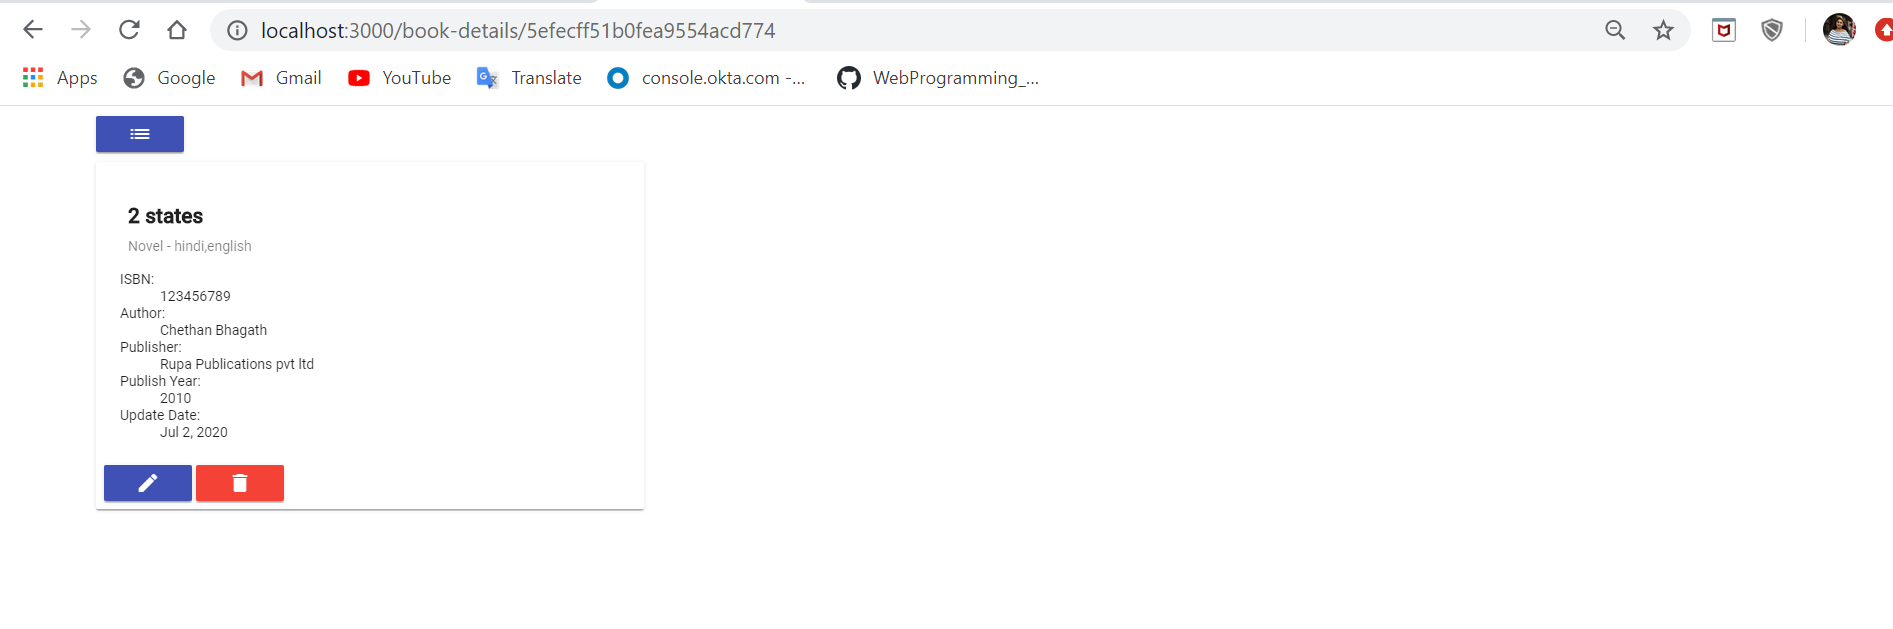 localhost:3000/book-details/5efecff51b0fea9554acd774
Apps Google Gmail YouTube Translate console.okta.com -... WebProgramming_...
2 states
Novel - hindi,english
ISBN:
123456789
Author:
Chethan Bhagath
Publisher:
Rupa Publications pvt ltd
Publish Year:
2010
Update Date:
Jul 2, 2020